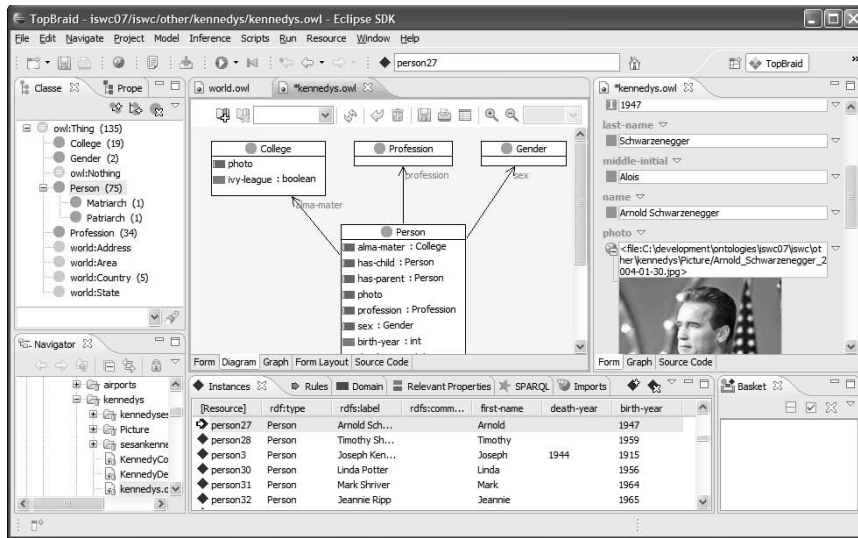 TopBraid - iswc07/iswc/other/kennedys/kennedys.owl - Eclipse SDK
File Edit Navigate Project Model Inference Scripts Run Resource Window Help
person27
TopBraid
Classe
Prope
owl:Thing (135)
College (19)
Gender (2)
owl:Nothing
Person (75)
Matriarch (1)
Patriarch (1)
Profession (34)
world:Address
world:Area
world:Country (5)
world:State
Navigator
airports
kennedys
kennedyses
Picture
sesankenne
KennedyCo
KennedyDe
kennedys.c
world.owl
*kennedys.owl
College
photo
ivy-league : boolean
Profession
Gender
profession
sex
alma-mater
Person
alma-mater : College
has-child : Person
has-parent : Person
photo
profession : Profession
sex : Gender
birth-year : int
Form Diagram Graph Form Layout Source Code
*kennedys.owl
1947
last-name
Schwarzenegger
middle-initial
Alois
name
Arnold Schwarzenegger
photo
<file:C:\development\ontologies\iswc07\iswc\ot
her\kennedys\Picture/Arnold_Schwarzenegger_2
004-01-30.jpg>
Form Graph Source Code
Instances Rules Domain Relevant Properties SPARQL Imports
[Resource] rdf:type rdfs:label rdfs:comm... first-name death-year birth-year
person27 Person Arnold Sch... Arnold 1947
person28 Person Timothy Sh... Timothy 1959
person3 Person Joseph Ken... Joseph 1944 1915
person30 Person Linda Potter Linda 1956
person31 Person Mark Shriver Mark 1964
person32 Person Jeannie Ripp Jeannie 1965
Basket